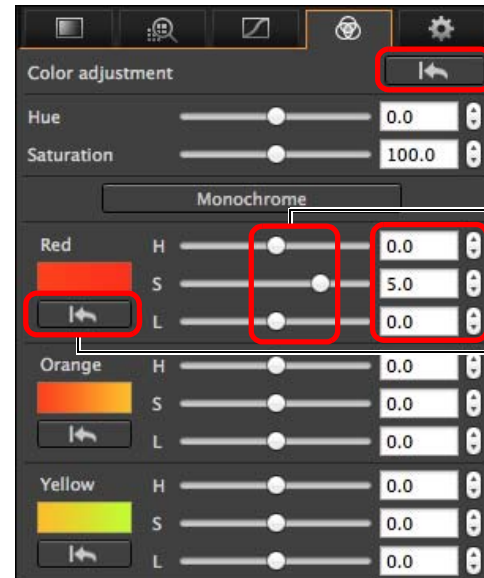 Color adjustment
Hue 0.0
Saturation 100.0
Monochrome
Red H 0.0
S 5.0
L 0.0
Orange H 0.0
S 0.0
L 0.0
Yellow H 0.0
S 0.0
L 0.0